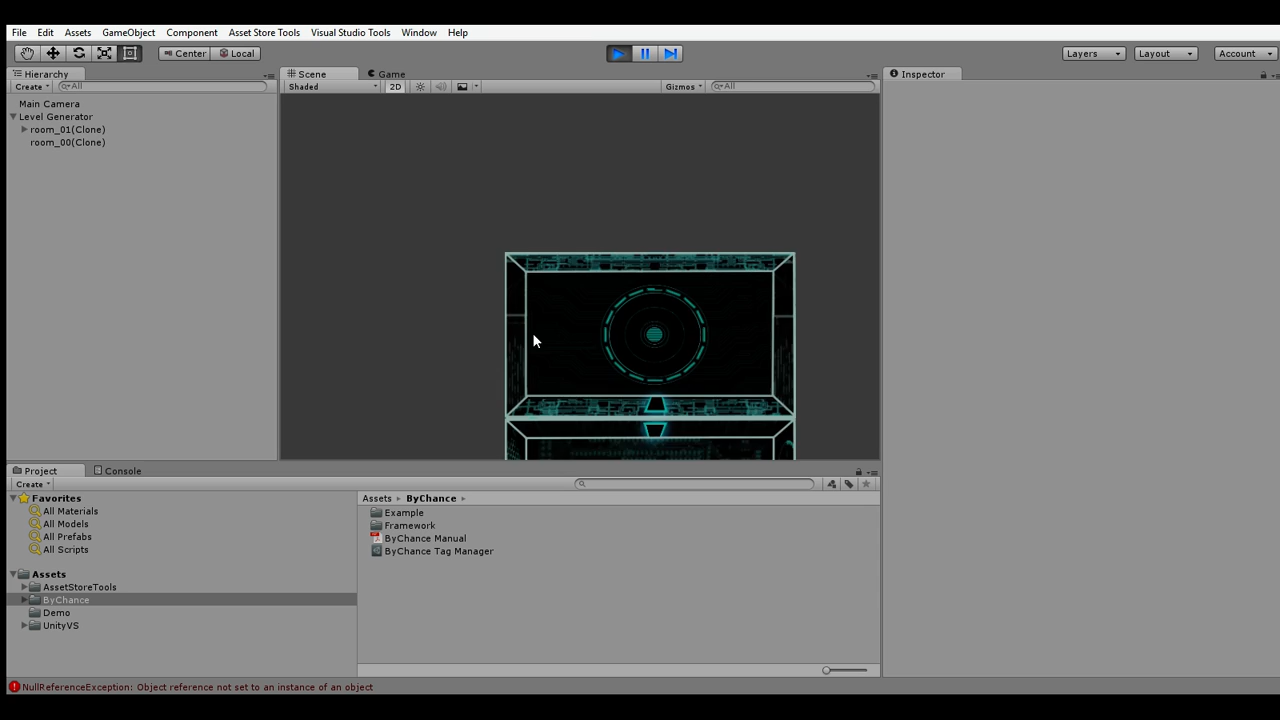 File Edit Assets GameObject Component Asset Store Tools Visual Studio Tools Window Help
Center Local Layers Layout Account
Hierarchy
Create All
Main Camera
Level Generator
room_01(Clone)
room_00(Clone)
Scene Game
Shaded 2D Gizmos All
Inspector
Project Console
Create
Favorites
All Materials
All Models
All Prefabs
All Scripts
Assets
AssetStoreTools
ByChance
Demo
UnityVS
Assets ByChance
Example
Framework
ByChance Manual
ByChance Tag Manager
NullReferenceException: Object reference not set to an instance of an object